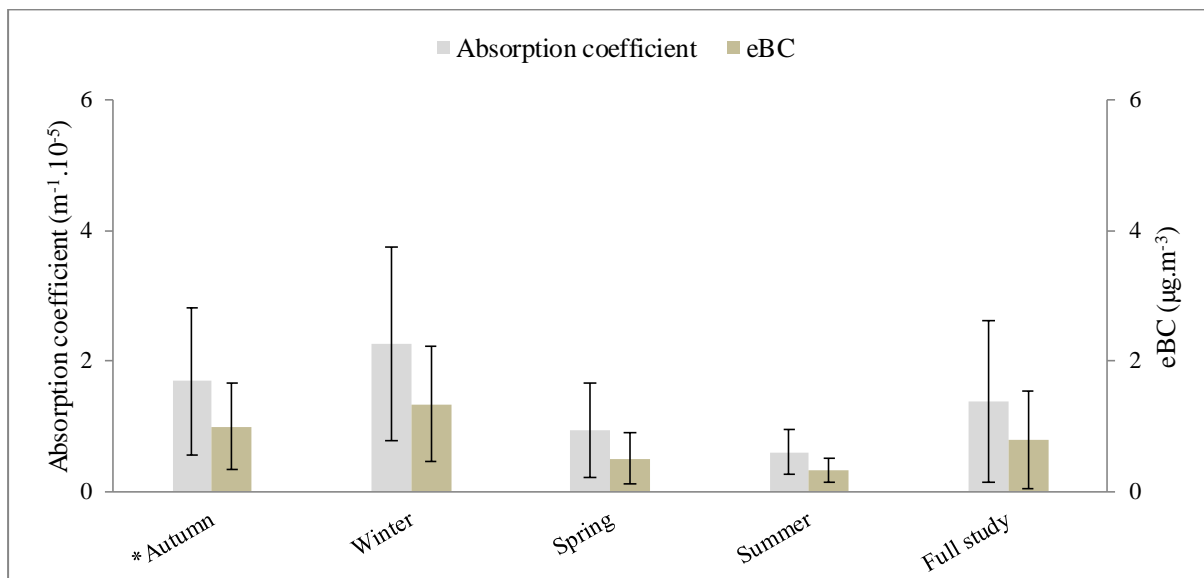 Absorption coefficient eBC
Absorption coefficient (m⁻¹.10⁻⁵)
6
4
2
0
6
4
2
0
eBC (µg.m⁻³)
*Autumn
Winter
Spring
Summer
Full study